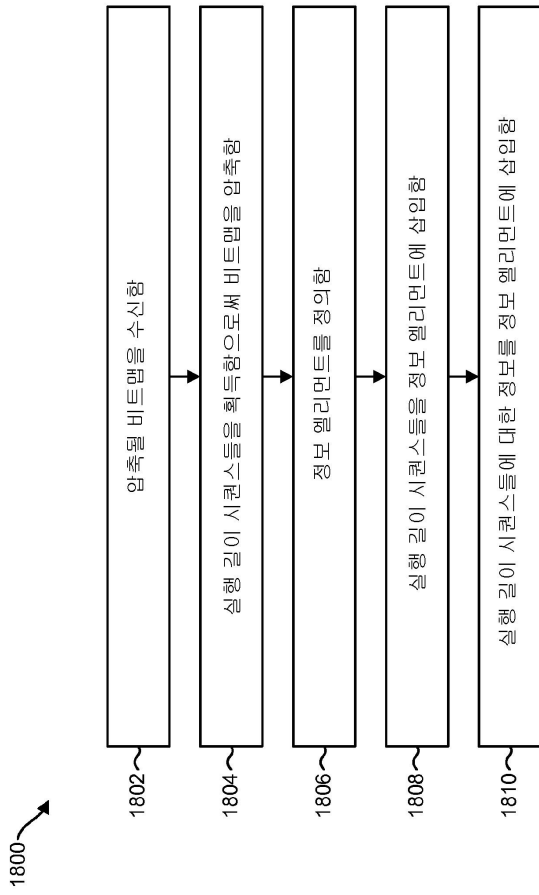 1800
1802
압축될 비트맵을 수신함
1804
실행 길이 시퀀스들을 획득함으로써 비트맵을 압축함
1806
정보 엘리먼트를 정의함
1808
실행 길이 시퀀스들을 정보 엘리먼트에 삽입함
1810
실행 길이 시퀀스들에 대한 정보를 정보 엘리먼트에 삽입함